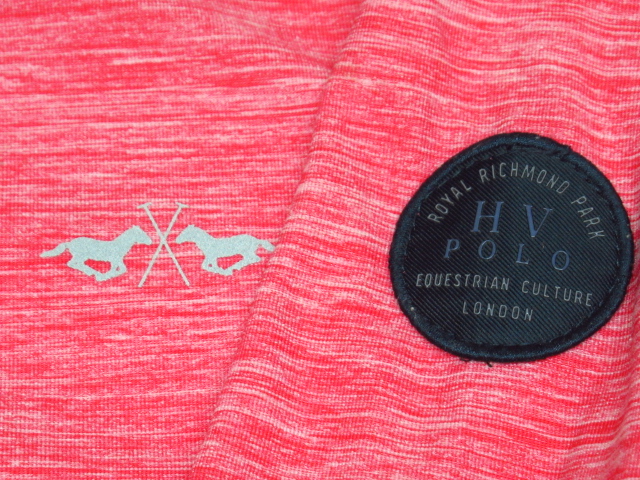 ROYAL RICHMOND PARK
HV
POLO
EQUESTRIAN CULTURE
LONDON